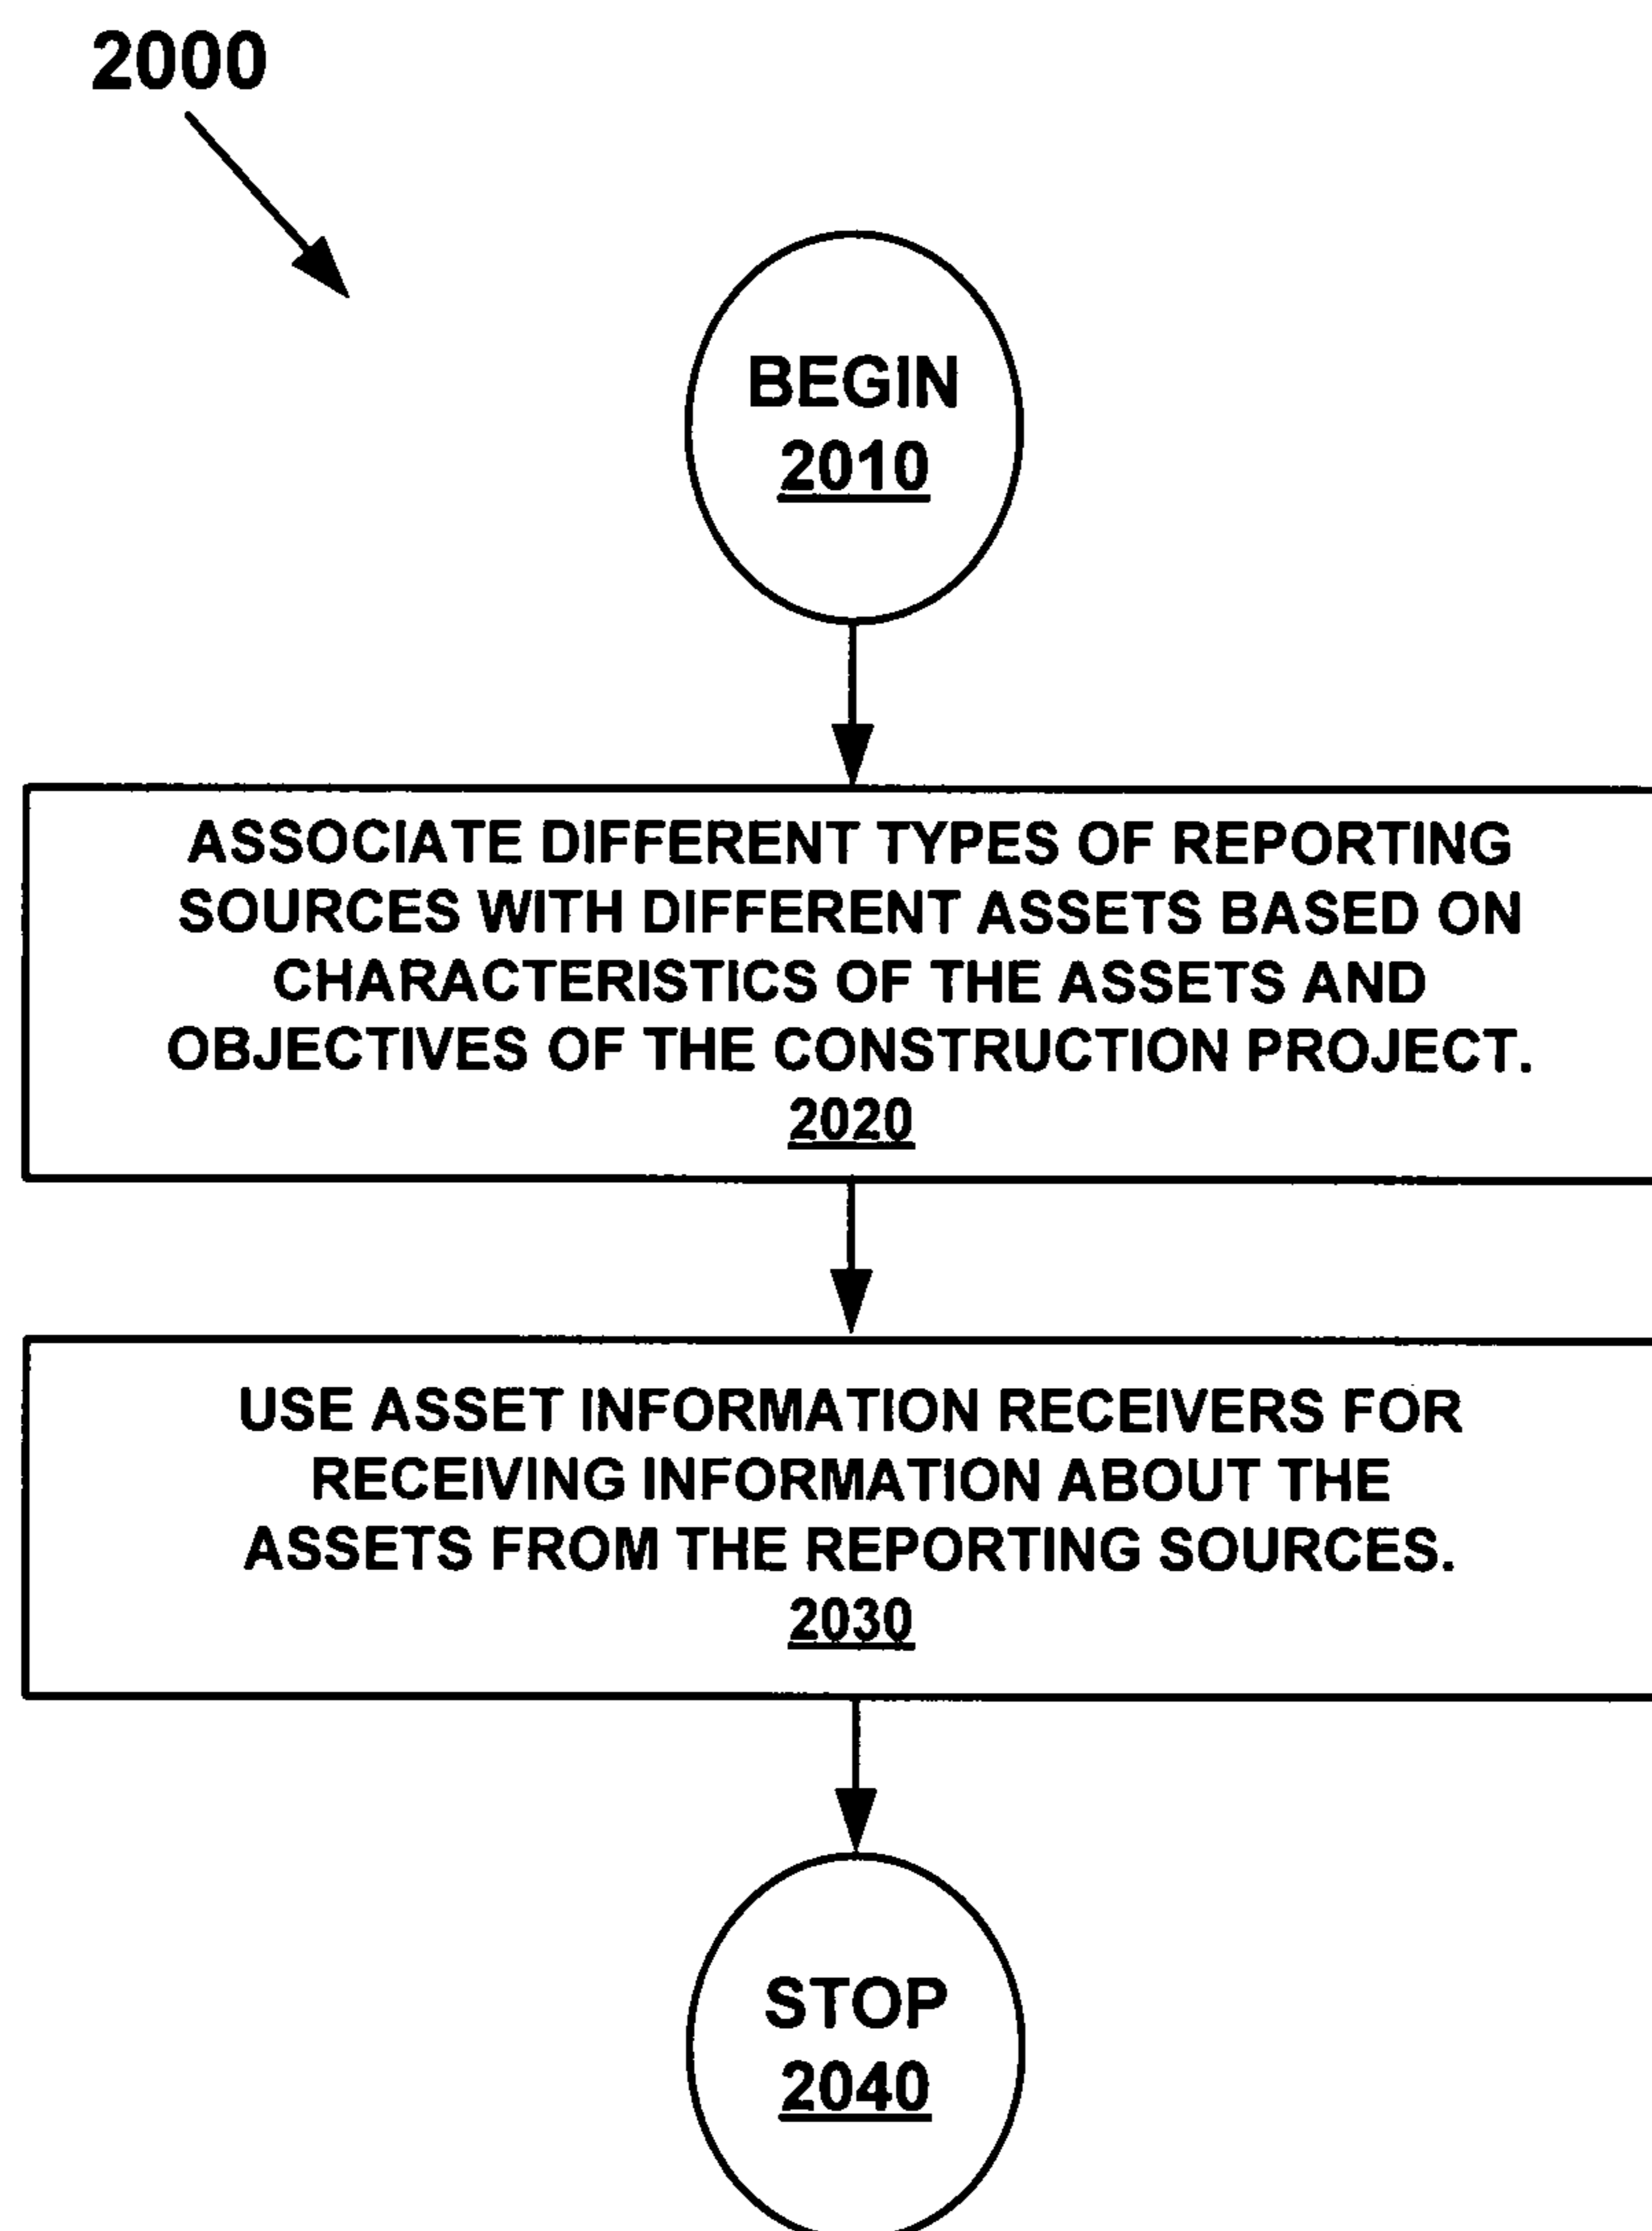 2000
BEGIN
2010
ASSOCIATE DIFFERENT TYPES OF REPORTING
SOURCES WITH DIFFERENT ASSETS BASED ON
CHARACTERISTICS OF THE ASSETS AND
OBJECTIVES OF THE CONSTRUCTION PROJECT.
2020
USE ASSET INFORMATION RECEIVERS FOR
RECEIVING INFORMATION ABOUT THE
ASSETS FROM THE REPORTING SOURCES.
2030
STOP
2040